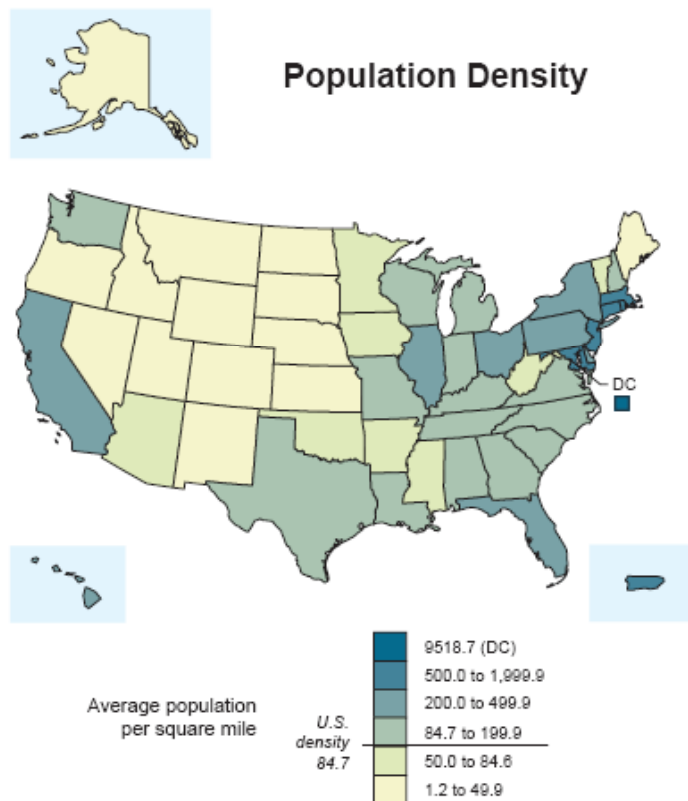 Population Density
DC
Average population
per square mile
U.S.
density
84.7
9518.7 (DC)
500.0 to 1,999.9
200.0 to 499.9
84.7 to 199.9
50.0 to 84.6
1.2 to 49.9